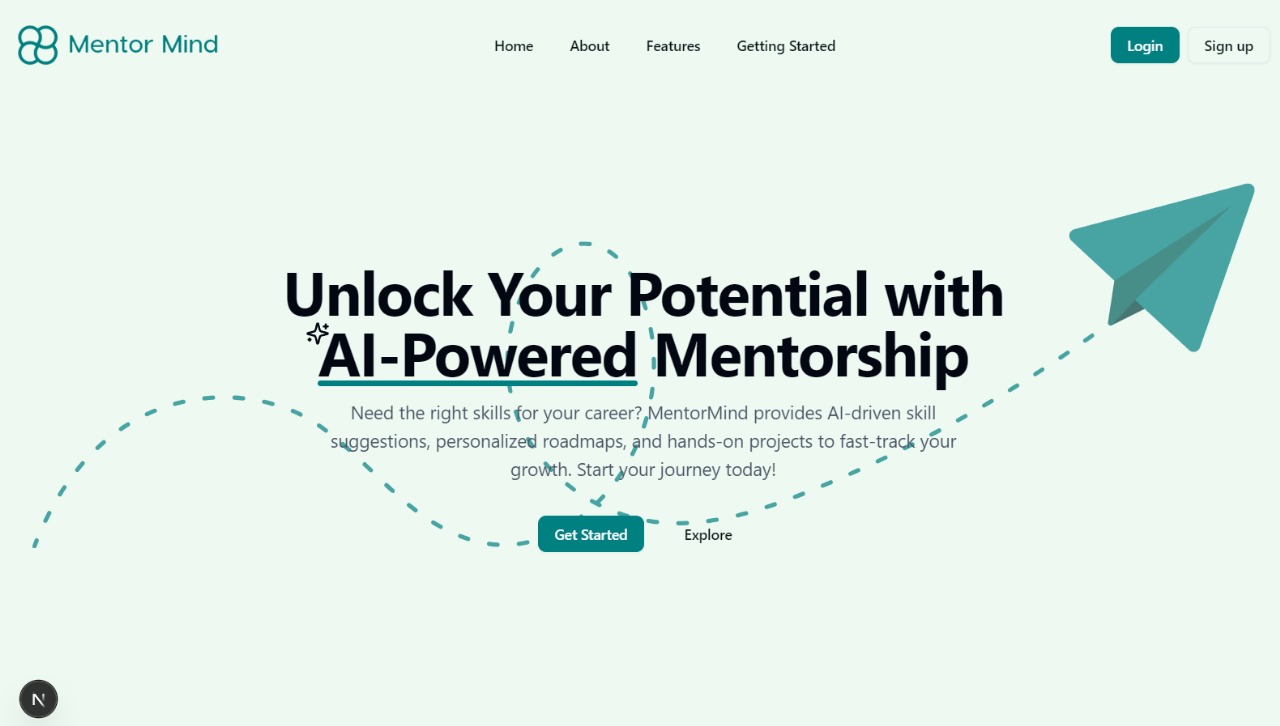 Mentor Mind
Home
About
Features
Getting Started
Login
Sign up
Unlock Your Potential with
AI-Powered Mentorship
Need the right skills for your career? MentorMind provides AI-driven skill
suggestions, personalized roadmaps, and hands-on projects to fast-track your
growth. Start your journey today!
Get Started
Explore
N